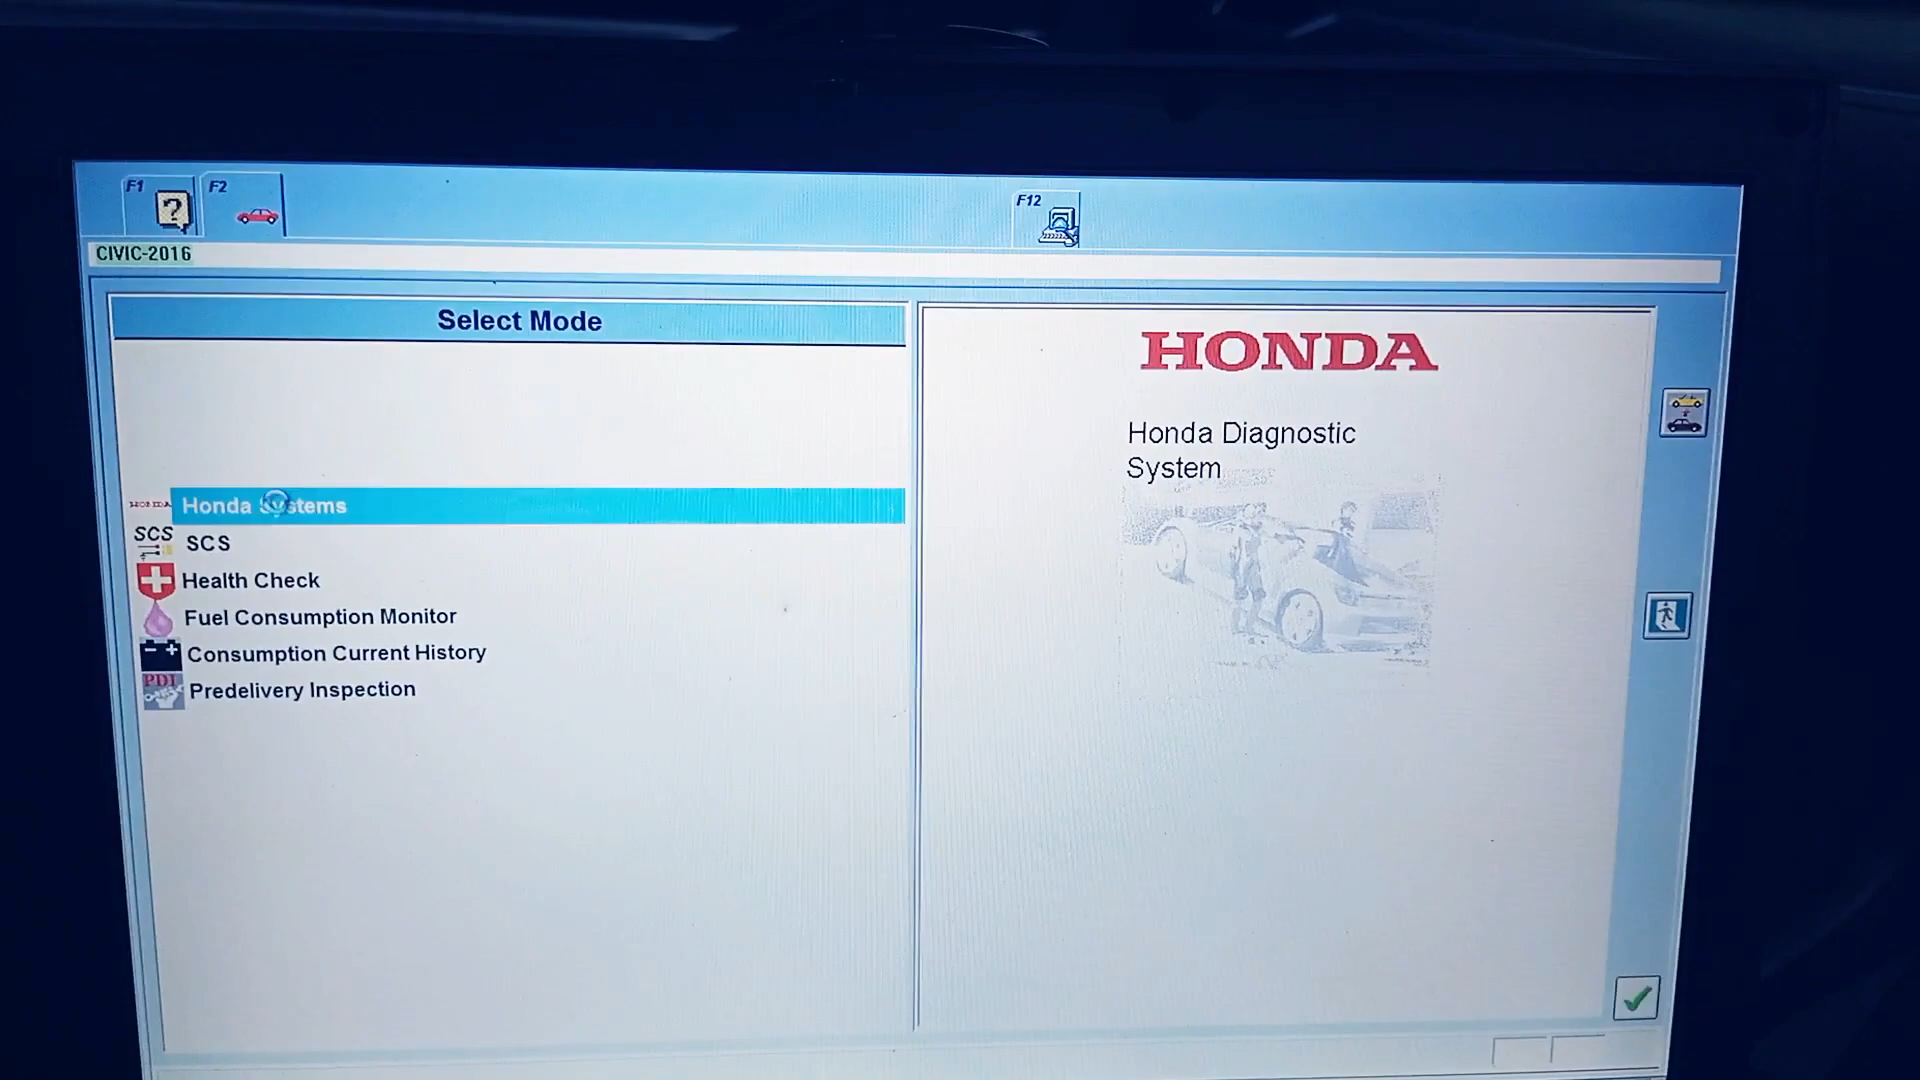 F1
F2
F12
CIVIC-2016
Select Mode
HONDA
Honda Diagnostic
System
HONDA
Honda Systems
SCS
SCS
Health Check
Fuel Consumption Monitor
Consumption Current History
PDI
Predelivery Inspection